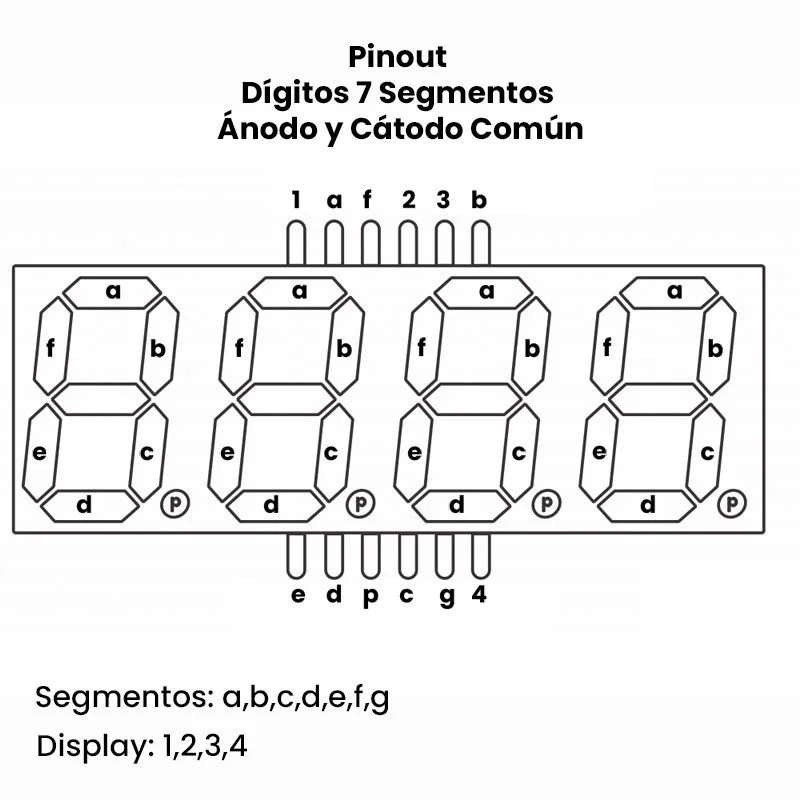 Pinout
Dígitos 7 Segmentos
Ánodo y Cátodo Común
1 a f 2 3 b
a a a a
f b f b f b f b
e c e c e c e c
d p d p d p d p
e d p c g 4
Segmentos: a,b,c,d,e,f,g
Display: 1,2,3,4